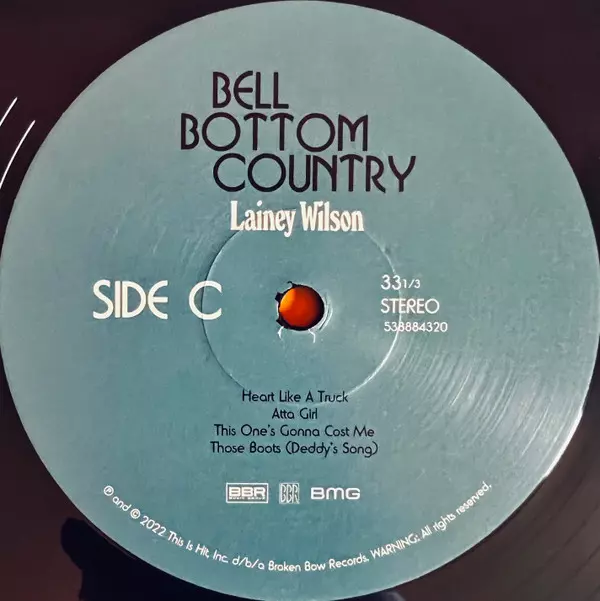 BELL
BOTTOM
COUNTRY
Lainey Wilson
SIDE C
33 1/3
STEREO
538884320
Heart Like A Truck
Atta Girl
This One's Gonna Cost Me
Those Boots (Deddy's Song)
BBR BBR BMG
℗ and © 2022 This Is Hit, Inc. d/b/a Broken Bow Records. WARNING: All rights reserved.